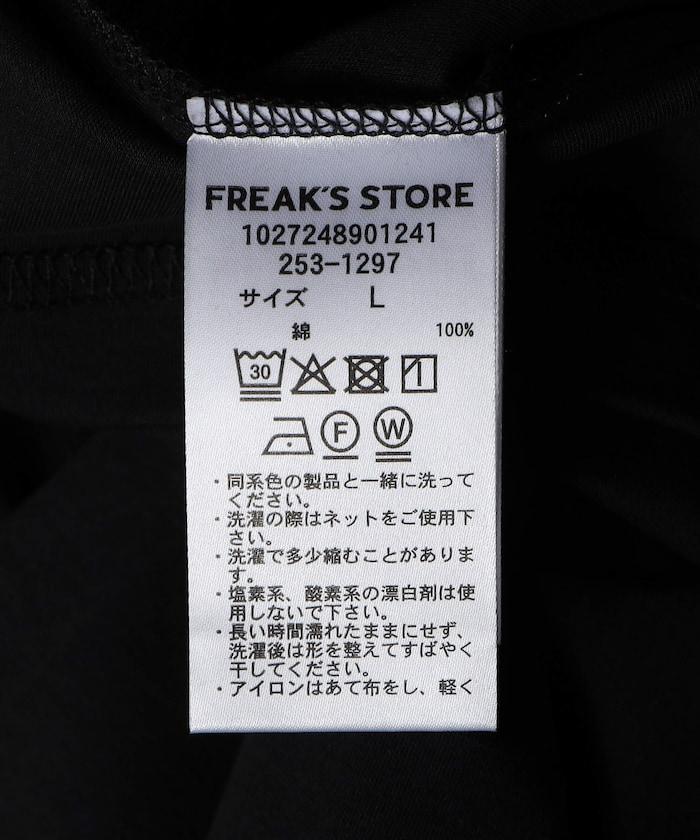 FREAK'S STORE
1027248901241
253-1297
サイズ L
綿 100%
30
F W
・同系色の製品と一緒に洗って
ください。
・洗濯の際はネットをご使用下
さい。
・洗濯で多少縮むことがありま
す。
・塩素系、酸素系の漂白剤は使
用しないで下さい。
・長い時間濡れたままにせず、
洗濯後は形を整えてすばやく
干してください。
・アイロンはあて布をし、軽く